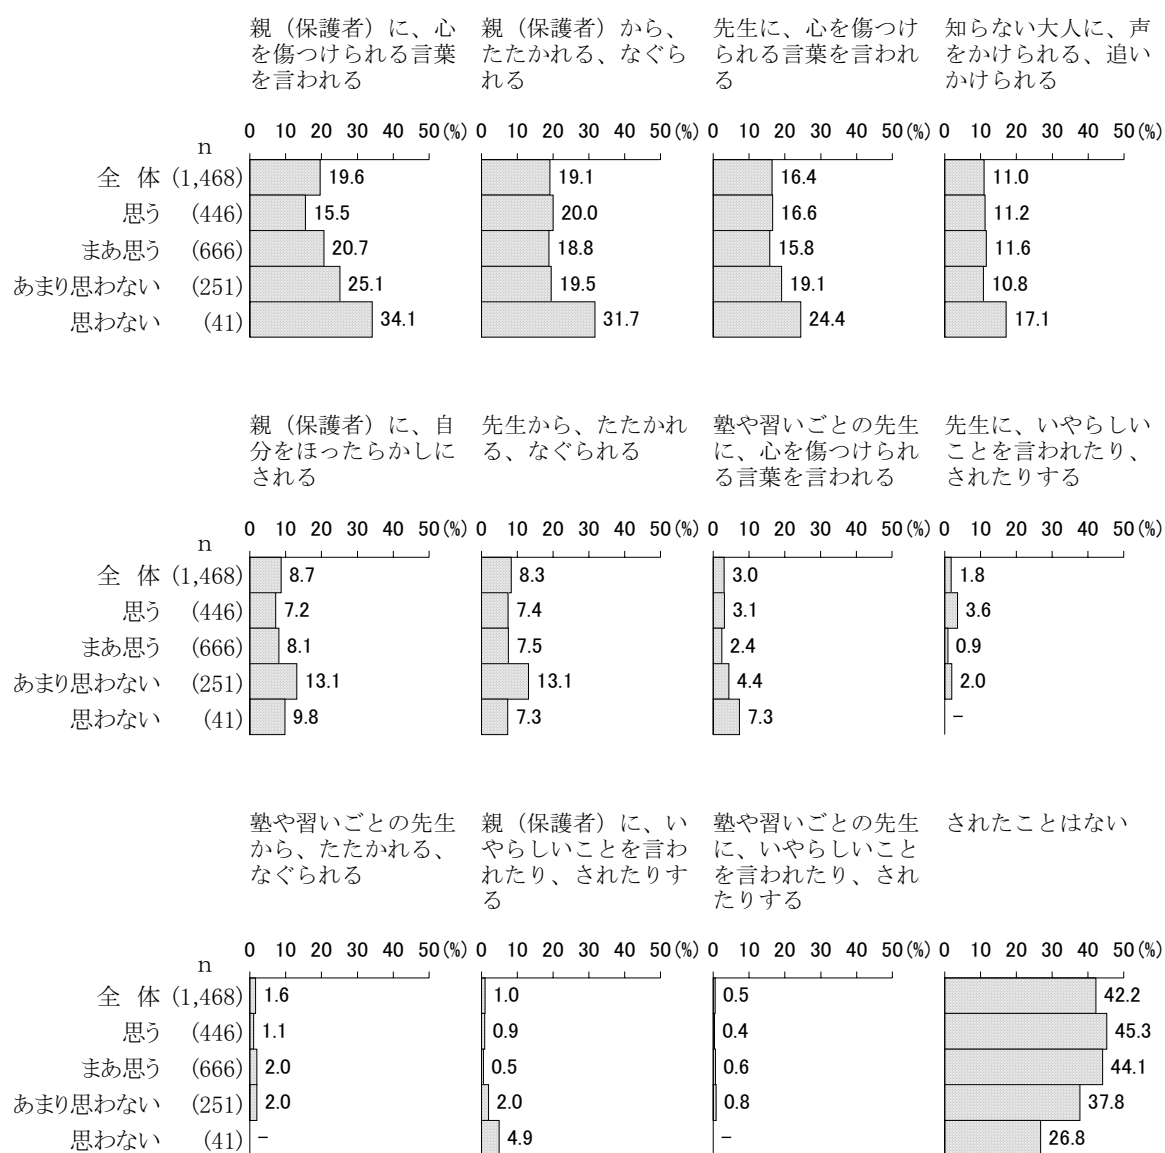 親（保護者）に、心
を傷つけられる言葉
を言われる
親（保護者）から、
たたかれる、なぐら
れる
先生に、心を傷つけ
られる言葉を言われ
る
知らない大人に、声
をかけられる、追い
かけられる
0 10 20 30 40 50(%) 0 10 20 30 40 50(%) 0 10 20 30 40 50(%) 0 10 20 30 40 50(%)
n
全 体 (1,468) 19.6 19.1 16.4 11.0
思う (446) 15.5 20.0 16.6 11.2
まあ思う (666) 20.7 18.8 15.8 11.6
あまり思わない (251) 25.1 19.5 19.1 10.8
思わない (41) 34.1 31.7 24.4 17.1
親（保護者）に、自
分をほったらかしに
される
先生から、たたかれ
る、なぐられる
塾や習いごとの先生
に、心を傷つけられ
る言葉を言われる
先生に、いやらしい
ことを言われたり、
されたりする
0 10 20 30 40 50(%) 0 10 20 30 40 50(%) 0 10 20 30 40 50(%) 0 10 20 30 40 50(%)
n
全 体 (1,468) 8.7 8.3 3.0 1.8
思う (446) 7.2 7.4 3.1 3.6
まあ思う (666) 8.1 7.5 2.4 0.9
あまり思わない (251) 13.1 13.1 4.4 2.0
思わない (41) 9.8 7.3 7.3 -
塾や習いごとの先生
から、たたかれる、
なぐられる
親（保護者）に、い
やらしいことを言わ
れたり、されたりす
る
塾や習いごとの先生
に、いやらしいこと
を言われたり、され
たりする
されたことはない
0 10 20 30 40 50(%) 0 10 20 30 40 50(%) 0 10 20 30 40 50(%) 0 10 20 30 40 50(%)
n
全 体 (1,468) 1.6 1.0 0.5 42.2
思う (446) 1.1 0.9 0.4 45.3
まあ思う (666) 2.0 0.5 0.6 44.1
あまり思わない (251) 2.0 2.0 0.8 37.8
思わない (41) - 4.9 - 26.8